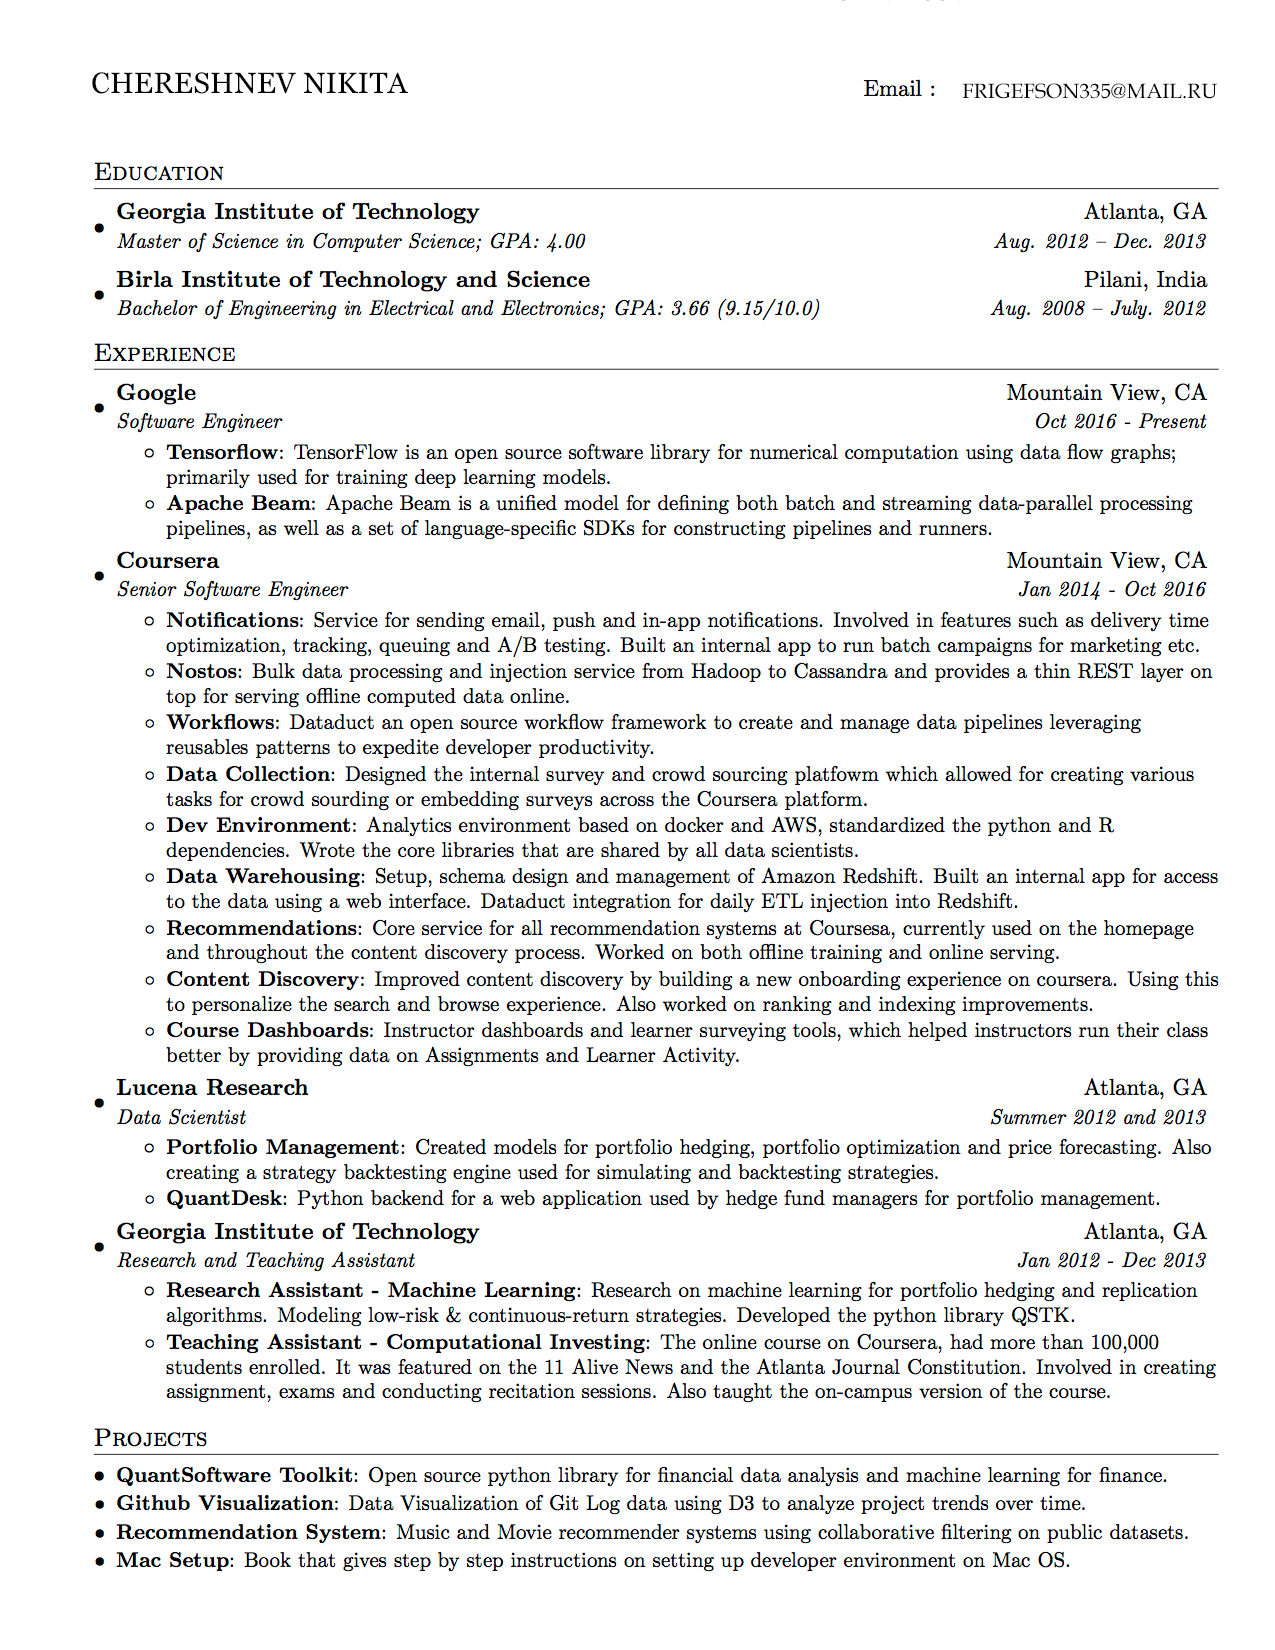 CHERESHNEV NIKITA
Email : FRIGEFSON335@MAIL.RU
Education
Georgia Institute of Technology Atlanta, GA
Master of Science in Computer Science; GPA: 4.00 Aug. 2012 – Dec. 2013
Birla Institute of Technology and Science Pilani, India
Bachelor of Engineering in Electrical and Electronics; GPA: 3.66 (9.15/10.0) Aug. 2008 – July. 2012
Experience
Google Mountain View, CA
Software Engineer Oct 2016 - Present
Tensorflow: TensorFlow is an open source software library for numerical computation using data flow graphs;
primarily used for training deep learning models.
Apache Beam: Apache Beam is a unified model for defining both batch and streaming data-parallel processing
pipelines, as well as a set of language-specific SDKs for constructing pipelines and runners.
Coursera Mountain View, CA
Senior Software Engineer Jan 2014 - Oct 2016
Notifications: Service for sending email, push and in-app notifications. Involved in features such as delivery time
optimization, tracking, queuing and A/B testing. Built an internal app to run batch campaigns for marketing etc.
Nostos: Bulk data processing and injection service from Hadoop to Cassandra and provides a thin REST layer on
top for serving offline computed data online.
Workflows: Dataduct an open source workflow framework to create and manage data pipelines leveraging
reusables patterns to expedite developer productivity.
Data Collection: Designed the internal survey and crowd sourcing platfowm which allowed for creating various
tasks for crowd sourding or embedding surveys across the Coursera platform.
Dev Environment: Analytics environment based on docker and AWS, standardized the python and R
dependencies. Wrote the core libraries that are shared by all data scientists.
Data Warehousing: Setup, schema design and management of Amazon Redshift. Built an internal app for access
to the data using a web interface. Dataduct integration for daily ETL injection into Redshift.
Recommendations: Core service for all recommendation systems at Coursesa, currently used on the homepage
and throughout the content discovery process. Worked on both offline training and online serving.
Content Discovery: Improved content discovery by building a new onboarding experience on coursera. Using this
to personalize the search and browse experience. Also worked on ranking and indexing improvements.
Course Dashboards: Instructor dashboards and learner surveying tools, which helped instructors run their class
better by providing data on Assignments and Learner Activity.
Lucena Research Atlanta, GA
Data Scientist Summer 2012 and 2013
Portfolio Management: Created models for portfolio hedging, portfolio optimization and price forecasting. Also
creating a strategy backtesting engine used for simulating and backtesting strategies.
QuantDesk: Python backend for a web application used by hedge fund managers for portfolio management.
Georgia Institute of Technology Atlanta, GA
Research and Teaching Assistant Jan 2012 - Dec 2013
Research Assistant - Machine Learning: Research on machine learning for portfolio hedging and replication
algorithms. Modeling low-risk & continuous-return strategies. Developed the python library QSTK.
Teaching Assistant - Computational Investing: The online course on Coursera, had more than 100,000
students enrolled. It was featured on the 11 Alive News and the Atlanta Journal Constitution. Involved in creating
assignment, exams and conducting recitation sessions. Also taught the on-campus version of the course.
Projects
QuantSoftware Toolkit: Open source python library for financial data analysis and machine learning for finance.
Github Visualization: Data Visualization of Git Log data using D3 to analyze project trends over time.
Recommendation System: Music and Movie recommender systems using collaborative filtering on public datasets.
Mac Setup: Book that gives step by step instructions on setting up developer environment on Mac OS.